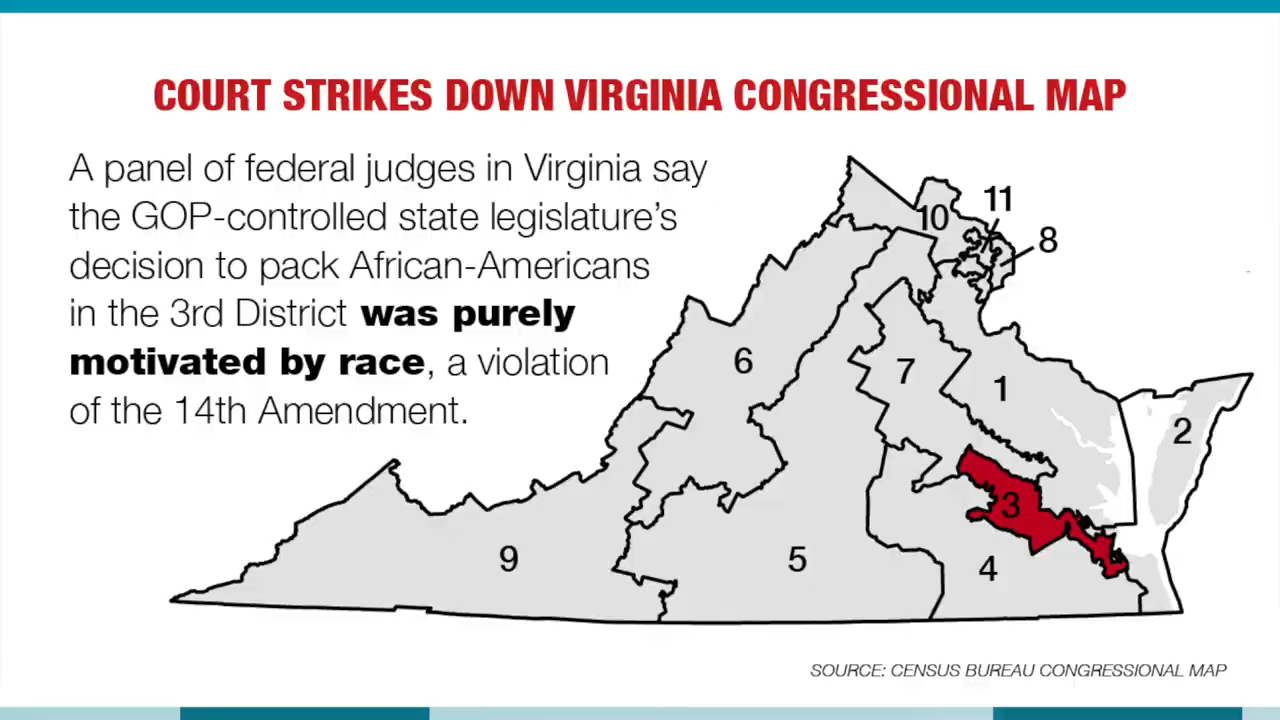 COURT STRIKES DOWN VIRGINIA CONGRESSIONAL MAP
A panel of federal judges in Virginia say
the GOP-controlled state legislature's
decision to pack African-Americans
in the 3rd District was purely
motivated by race, a violation
of the 14th Amendment.
11
10
8
6
7
1
2
3
9
5
4
SOURCE: CENSUS BUREAU CONGRESSIONAL MAP